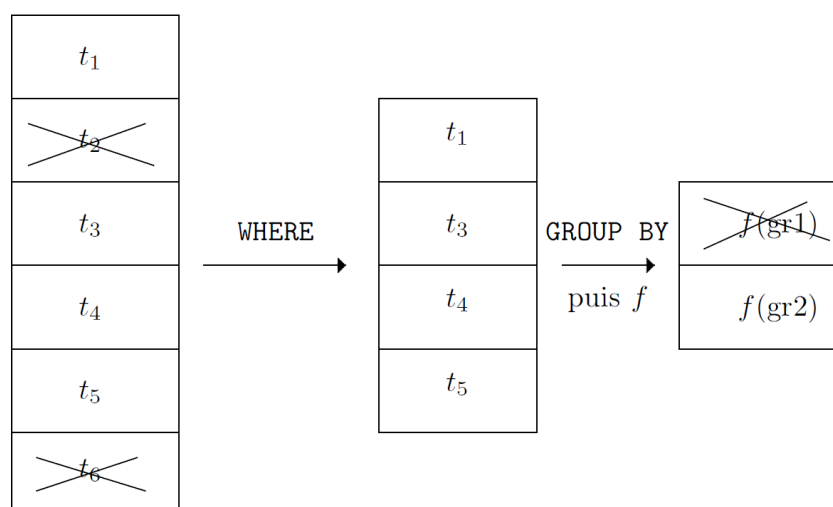 t₁
t₂
t₃
t₄
t₅
t₆
WHERE
t₁
t₃
t₄
t₅
GROUP BY
puis f
f(gr1)
f(gr2)